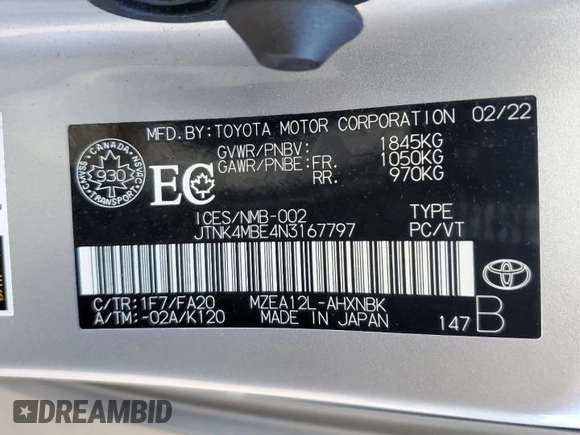 MFD. BY: TOYOTA MOTOR CORPORATION 02/22
GVWR/PNBV: 1845KG
GAWR/PNBE: FR. 1050KG
RR. 970KG
CANADA
CMVSS 930 NSVAC
TRANSPORT
EC
ICES/NMB-002 TYPE
JTNK4MBE4N3167797 PC/VT
C/TR: 1F7/FA20 MZEA12L-AHXNBK
A/TM: -02A/K120 MADE IN JAPAN 147 B
DREAMBID